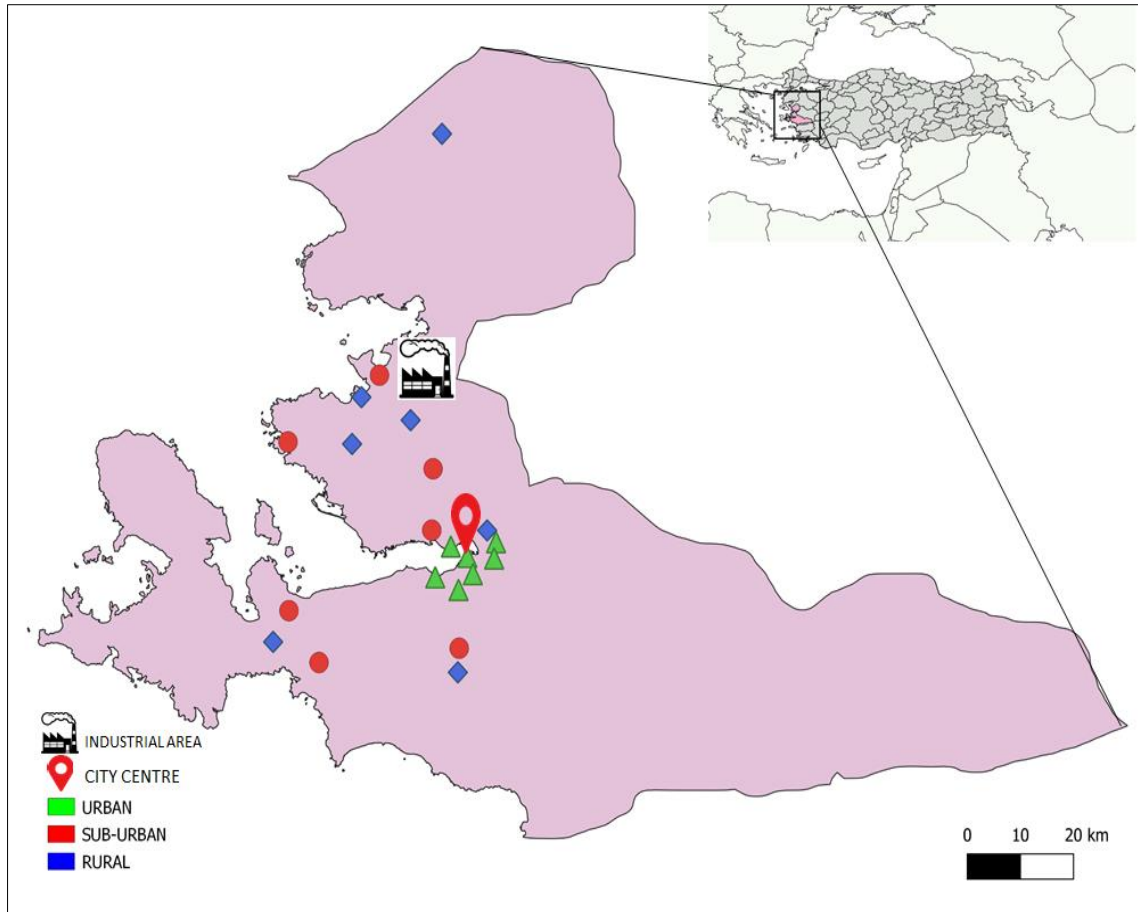 INDUSTRIAL AREA
CITY CENTRE
URBAN
SUB-URBAN
RURAL
0 10 20 km